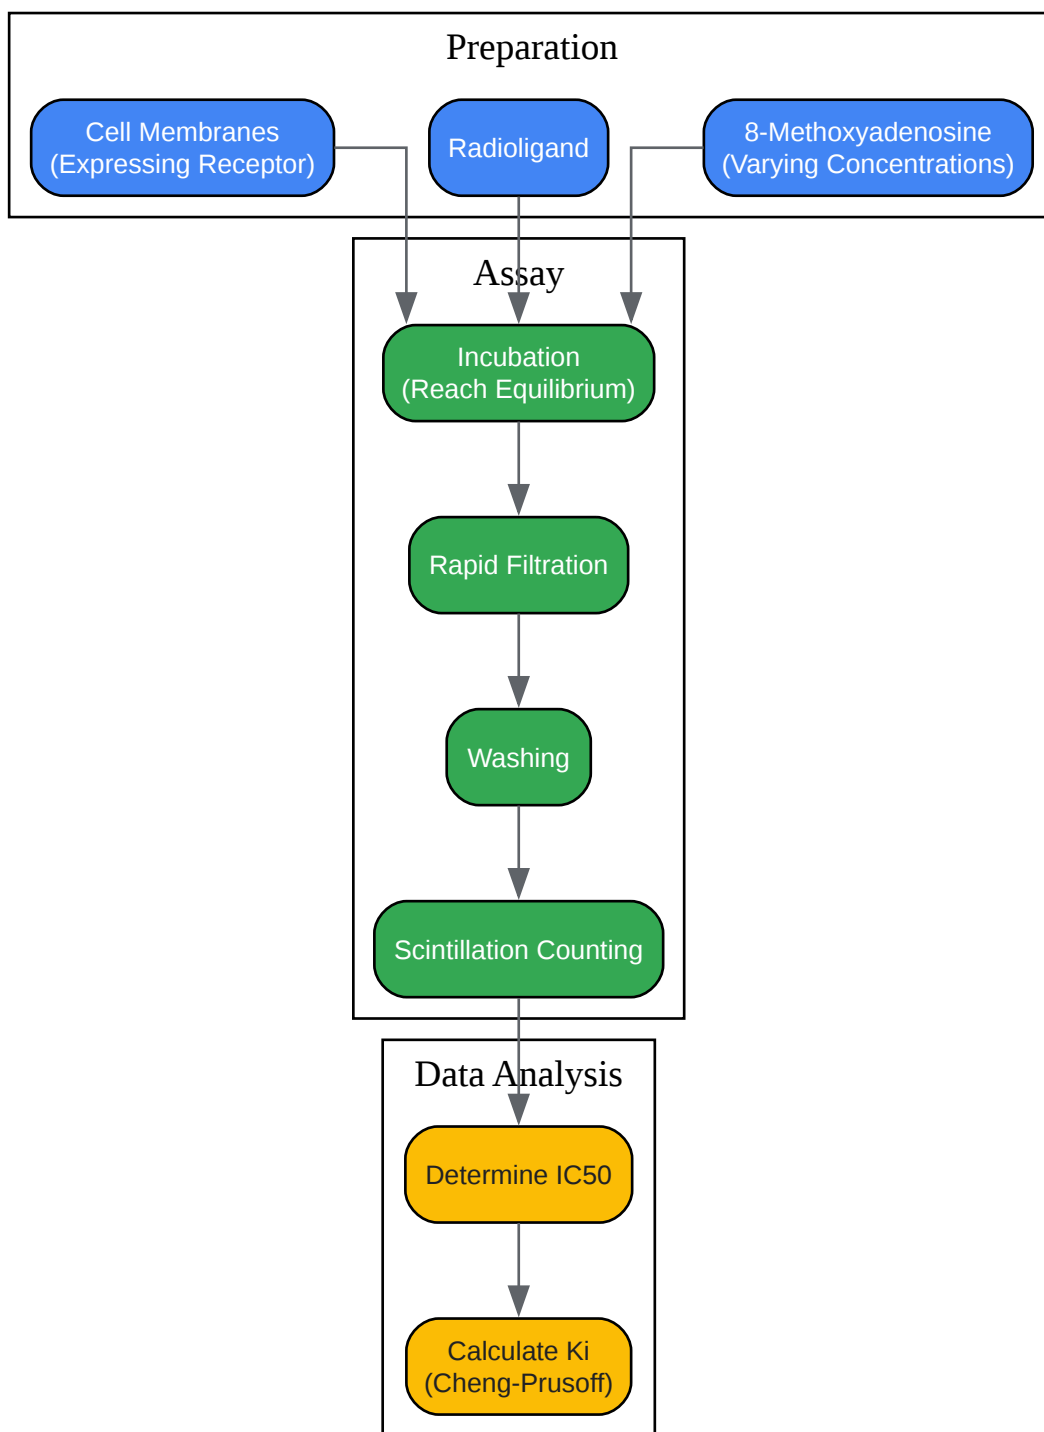 Preparation
Cell Membranes
(Expressing Receptor)
Radioligand
8-Methoxyadenosine
(Varying Concentrations)
Assay
Incubation
(Reach Equilibrium)
Rapid Filtration
Washing
Scintillation Counting
Data Analysis
Determine IC50
Calculate Ki
(Cheng-Prusoff)